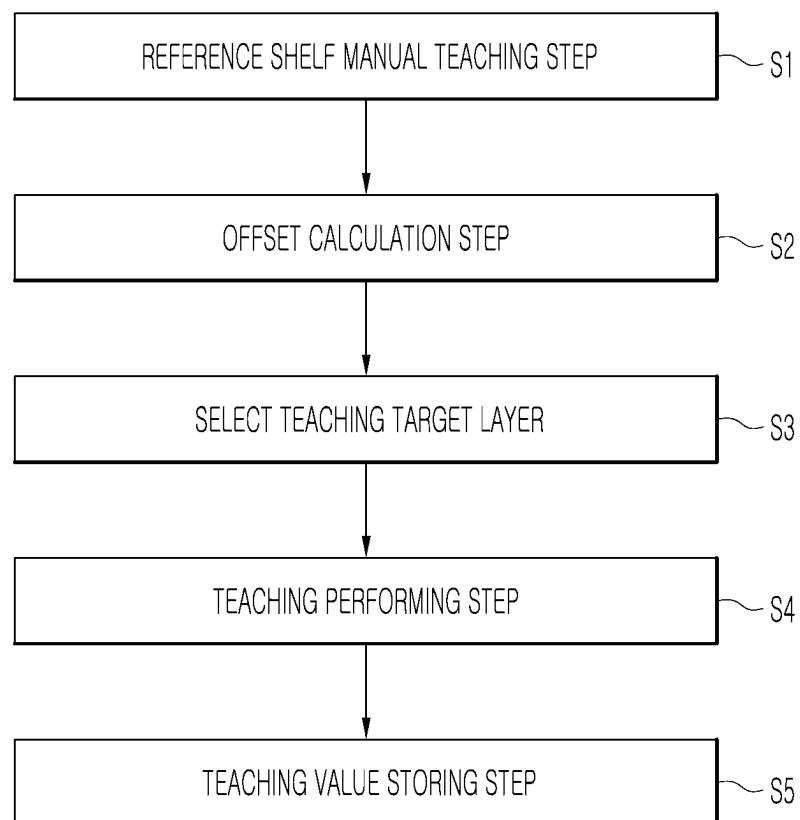 REFERENCE SHELF MANUAL TEACHING STEP S1
OFFSET CALCULATION STEP S2
SELECT TEACHING TARGET LAYER S3
TEACHING PERFORMING STEP S4
TEACHING VALUE STORING STEP S5